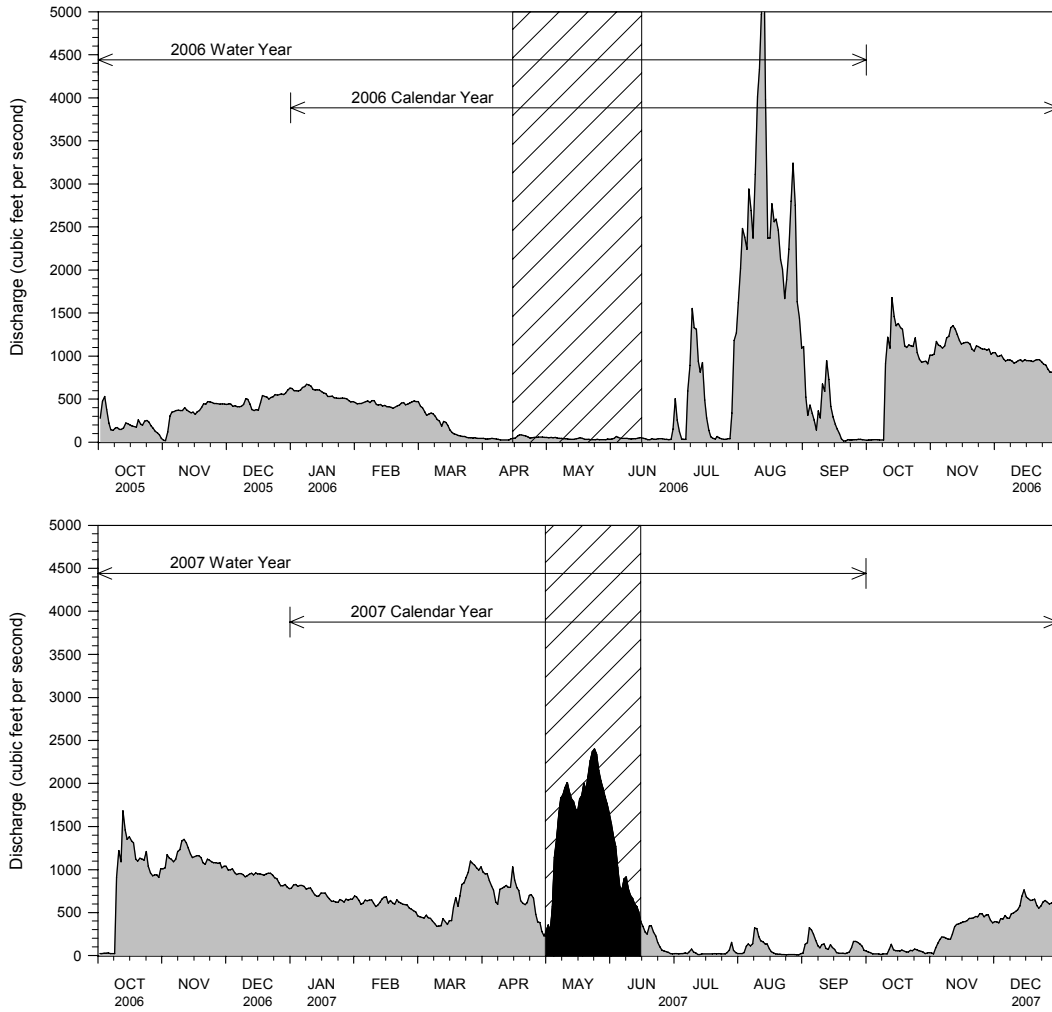 5000
4500
4000
3500
3000
2500
2000
1500
1000
500
0
Discharge (cubic feet per second)
2006 Water Year
2006 Calendar Year
OCT NOV DEC JAN FEB MAR APR MAY JUN JUL AUG SEP OCT NOV DEC
2005 2005 2006 2006 2006
5000
4500
4000
3500
3000
2500
2000
1500
1000
500
0
Discharge (cubic feet per second)
2007 Water Year
2007 Calendar Year
OCT NOV DEC JAN FEB MAR APR MAY JUN JUL AUG SEP OCT NOV DEC
2006 2006 2007 2007 2007